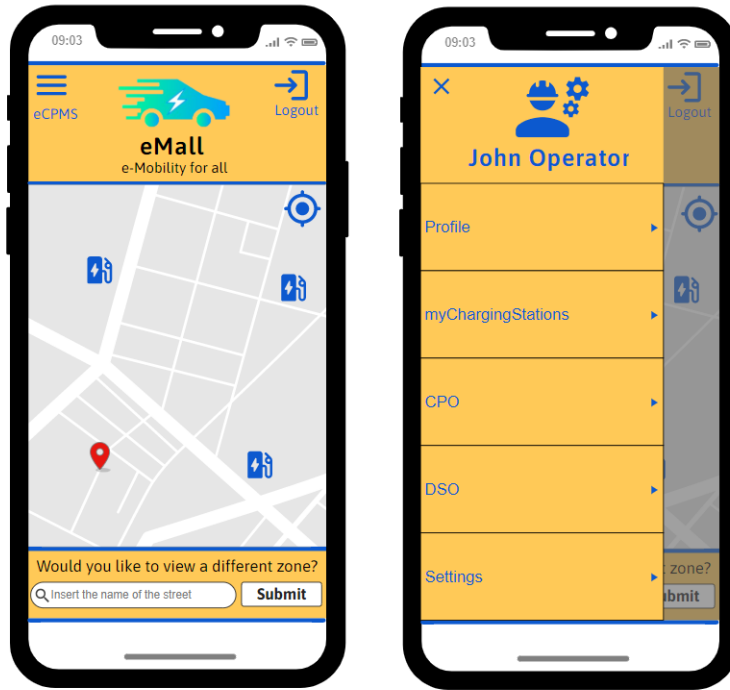 09:03
eCPMS
Logout
eMall
e-Mobility for all
Would you like to view a different zone?
Insert the name of the street
Submit
09:03
Logout
John Operator
Profile
myChargingStations
CPO
DSO
Settings
zone?
bmit